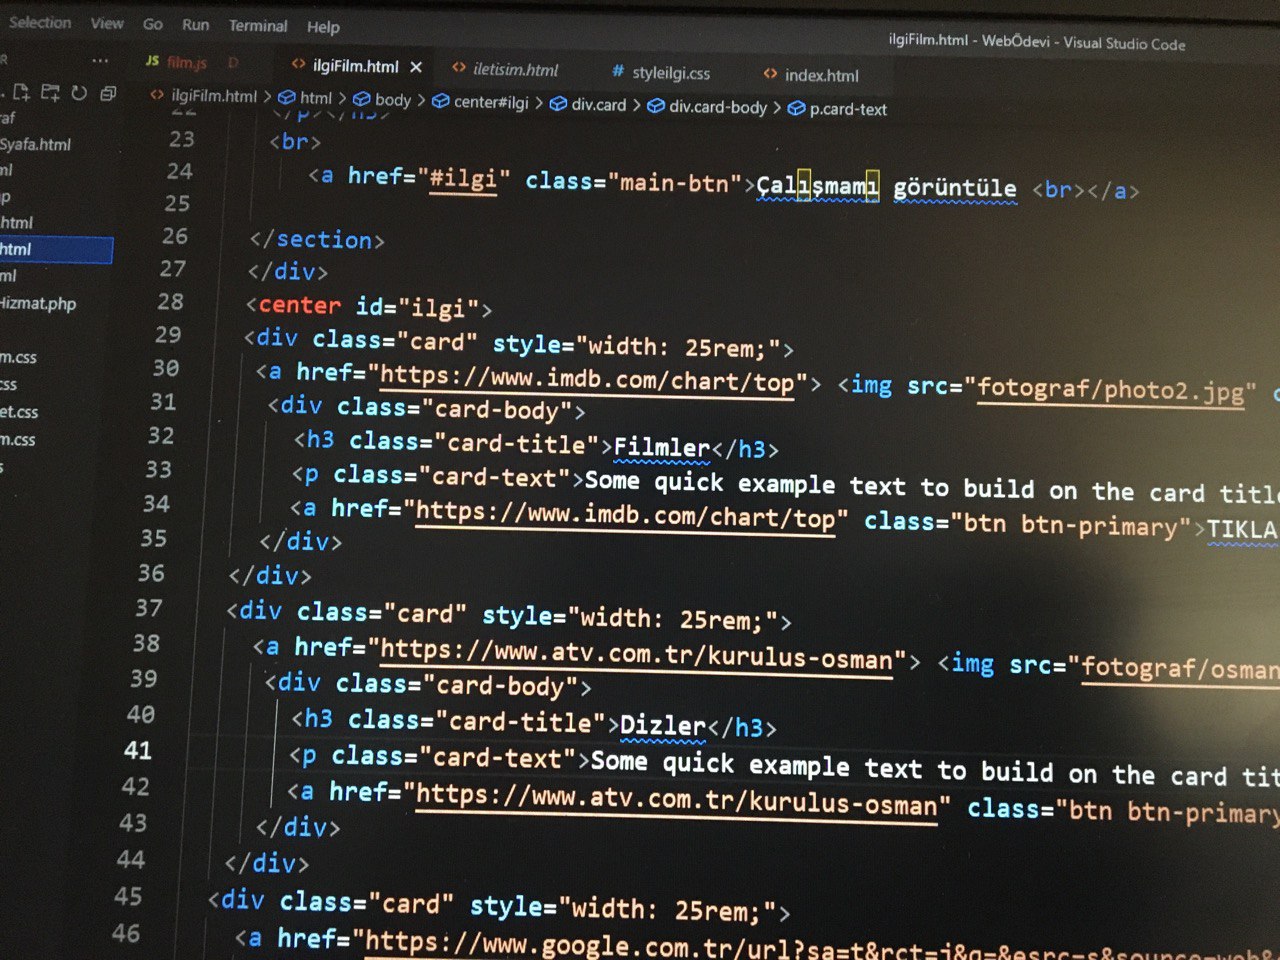 Selection View Go Run Terminal Help
ilgiFilm.html - WebÖdevi - Visual Studio Code
JS film.js D
<> ilgiFilm.html ×
<> iletisim.html
# styleilgi.css
<> index.html
<> ilgiFilm.html > html > body > center#ilgi > div.card > div.card-body > p.card-text
af
Syafa.html
ml
p
.html
html
ml
Hizmat.php
m.css
ss
et.css
m.css
s
22 </p></h3>
23 <br>
24 <a href="#ilgi" class="main-btn">Çalışmamı görüntüle <br></a>
25
26 </section>
27 </div>
28 <center id="ilgi">
29 <div class="card" style="width: 25rem;">
30 <a href="https://www.imdb.com/chart/top"> <img src="fotograf/photo2.jpg"
31 <div class="card-body">
32 <h3 class="card-title">Filmler</h3>
33 <p class="card-text">Some quick example text to build on the card title
34 <a href="https://www.imdb.com/chart/top" class="btn btn-primary">TIKLA
35 </div>
36 </div>
37 <div class="card" style="width: 25rem;">
38 <a href="https://www.atv.com.tr/kurulus-osman"> <img src="fotograf/osman
39 <div class="card-body">
40 <h3 class="card-title">Dizler</h3>
41 <p class="card-text">Some quick example text to build on the card tit
42 <a href="https://www.atv.com.tr/kurulus-osman" class="btn btn-primary
43 </div>
44 </div>
45 <div class="card" style="width: 25rem;">
46 <a href="https://www.google.com.tr/url?sa=t&rct=j&q=&esrc=s&source=web&